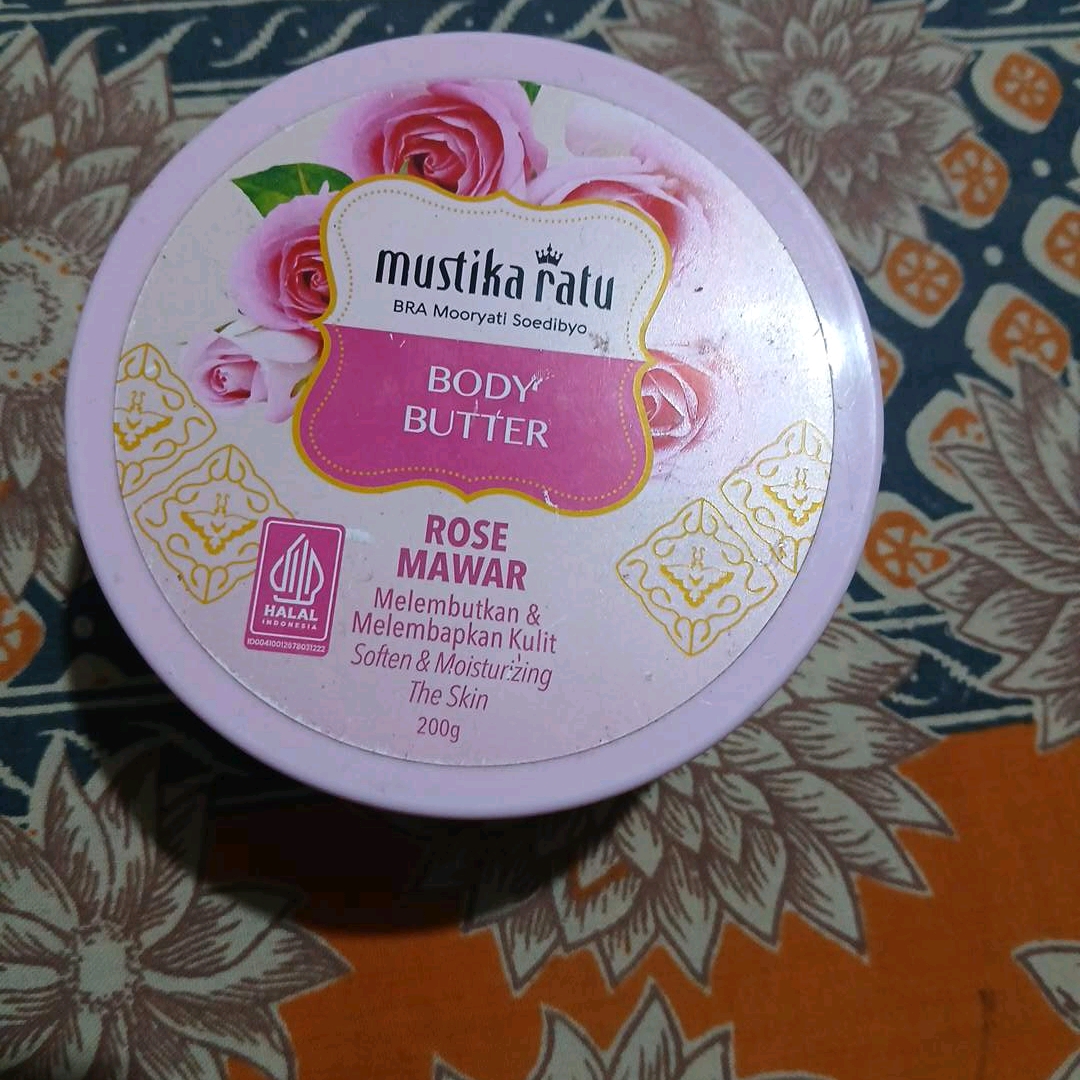 mustika ratu
BRA Mooryati Soedibyo
BODY
BUTTER
ROSE
MAWAR
Melembutkan &
Melembapkan Kulit
Soften & Moisturizing
The Skin
200g
HALAL
INDONESIA